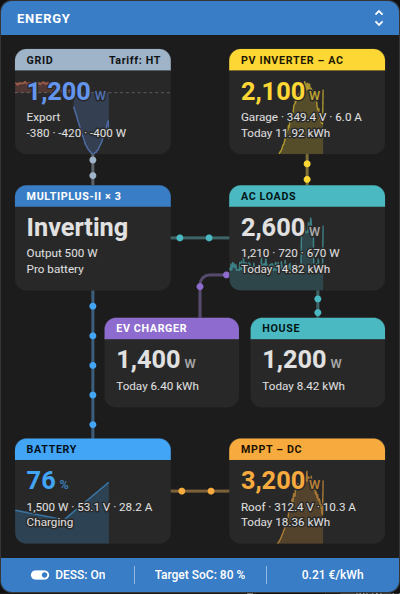 ENERGY
GRID Tariff: HT
1,200 W
Export
-380 · -420 · -400 W
PV INVERTER – AC
2,100 W
Garage · 349.4 V · 6.0 A
Today 11.92 kWh
MULTIPLUS-II × 3
Inverting
Output 500 W
Pro battery
AC LOADS
2,600 W
1,210 · 720 · 670 W
Today 14.82 kWh
EV CHARGER
1,400 W
Today 6.40 kWh
HOUSE
1,200 W
Today 8.42 kWh
BATTERY
76 %
1,500 W · 53.1 V · 28.2 A
Charging
MPPT – DC
3,200 W
Roof · 312.4 V · 10.3 A
Today 18.36 kWh
DESS: On Target SoC: 80 % 0.21 €/kWh